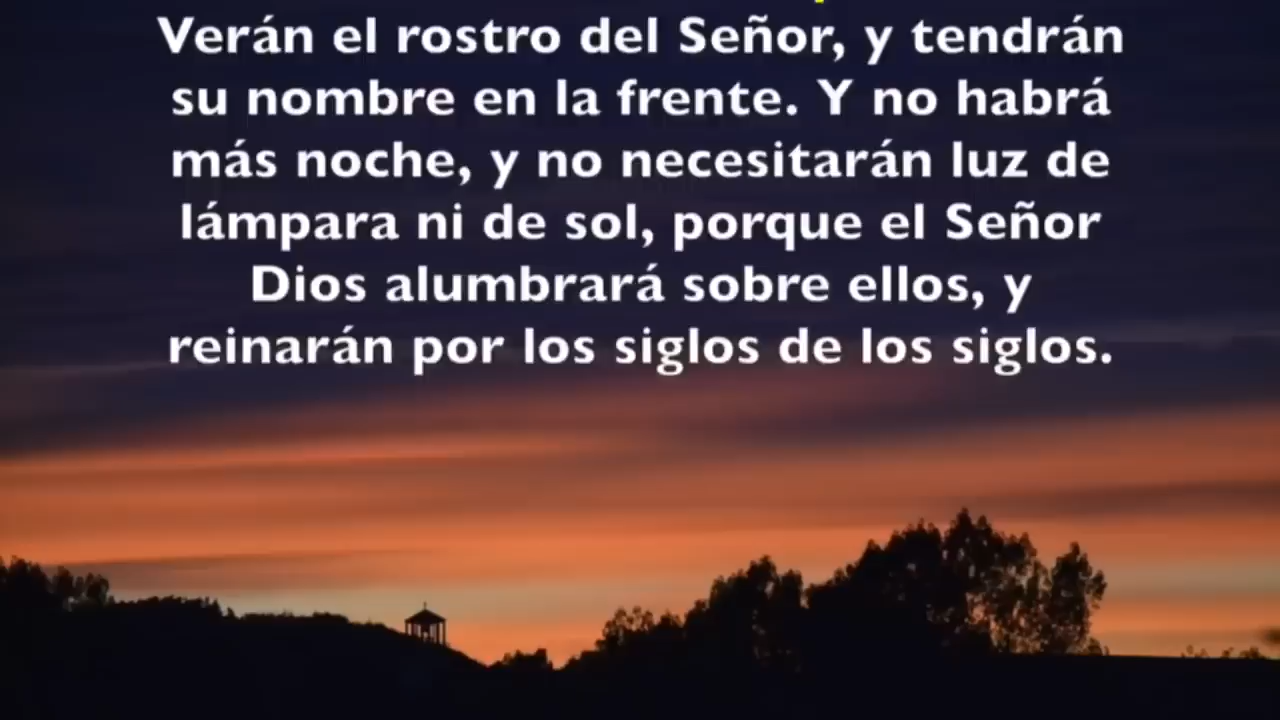 Verán el rostro del Señor, y tendrán
su nombre en la frente. Y no habrá
más noche, y no necesitarán luz de
lámpara ni de sol, porque el Señor
Dios alumbrará sobre ellos, y
reinarán por los siglos de los siglos.